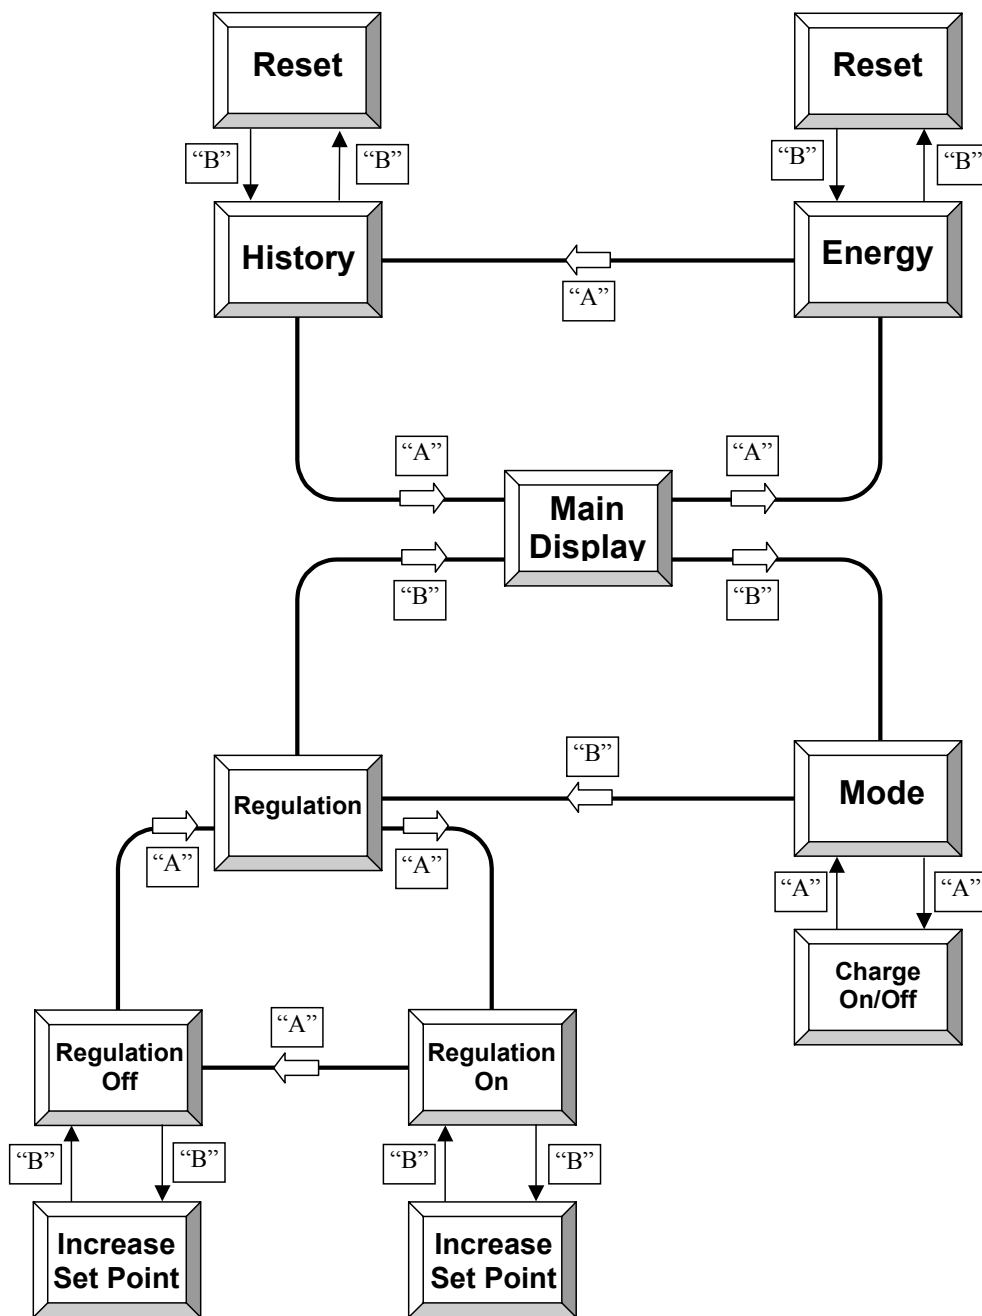 Reset
Reset
“B”
“B”
“B”
“B”
History
Energy
“A”
“A”
“A”
Main
Display
“B”
“B”
“B”
Regulation
Mode
“A”
“A”
“A”
“A”
Charge
On/Off
“A”
Regulation
Off
Regulation
On
“B”
“B”
“B”
“B”
Increase
Set Point
Increase
Set Point